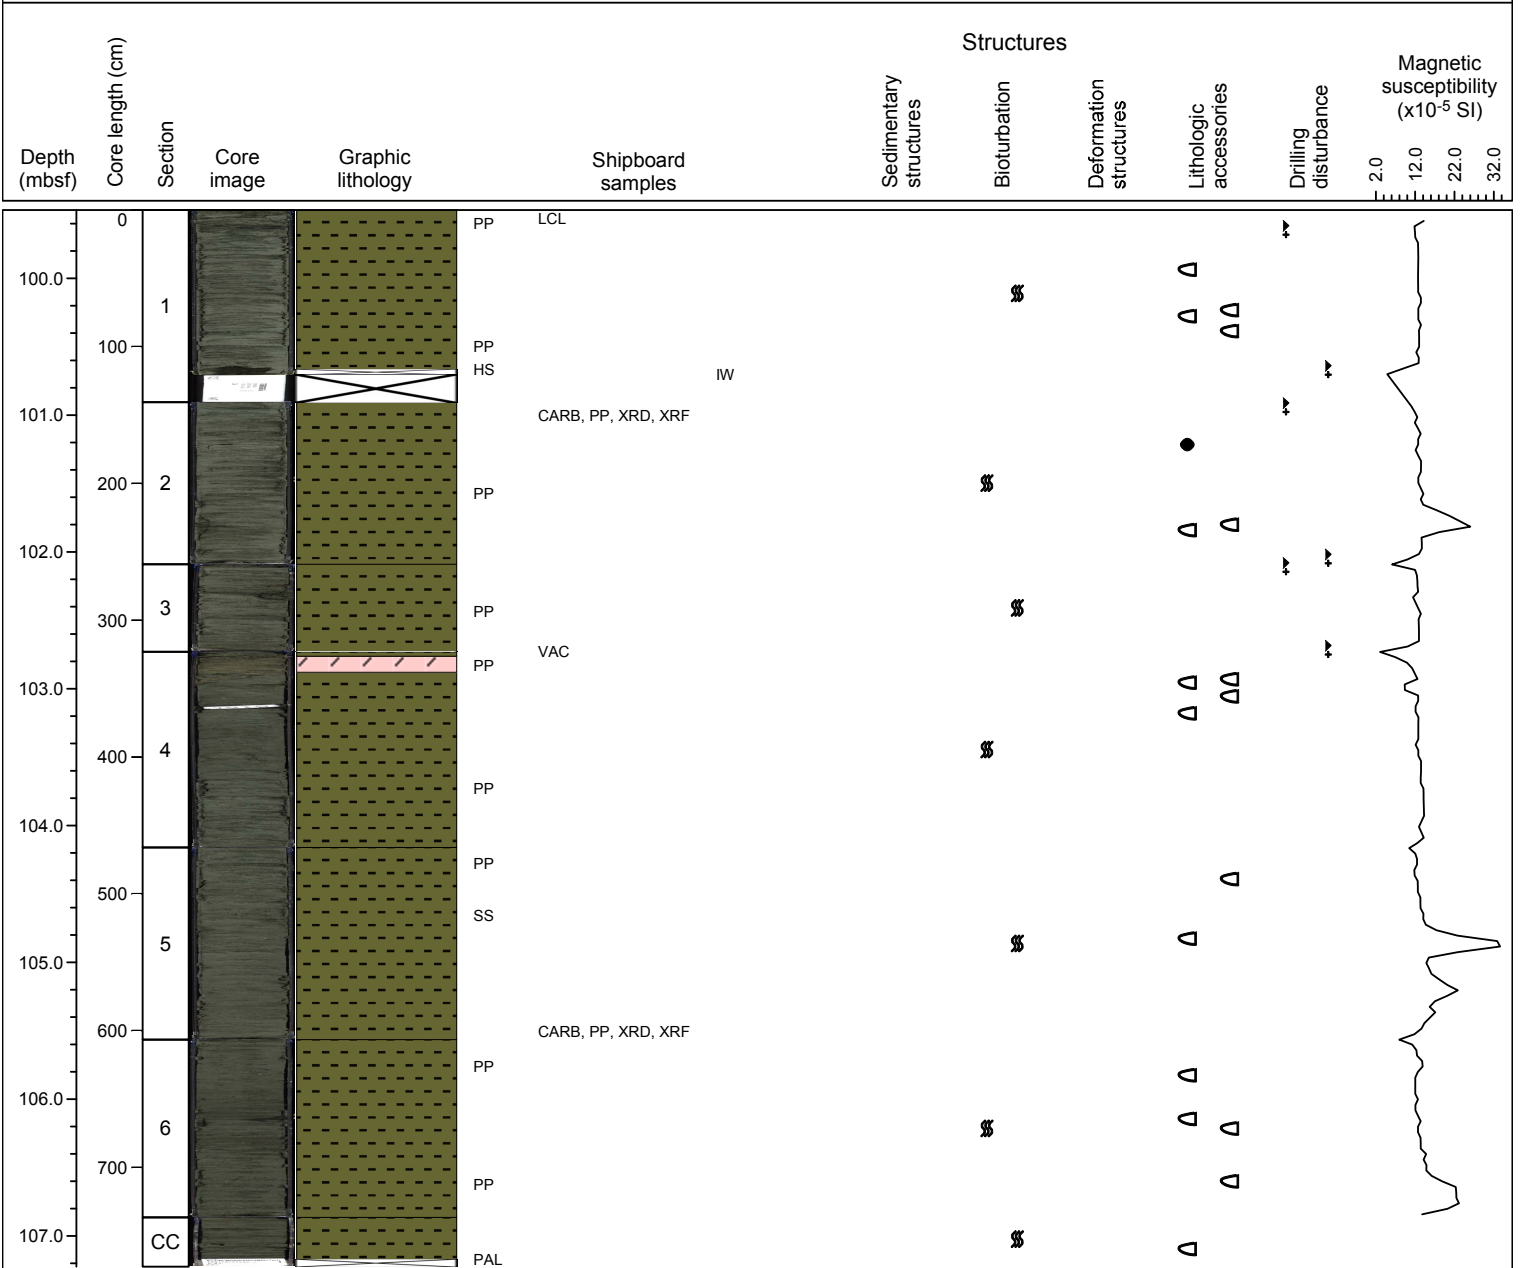 Structures
Depth
(mbsf)
Core length (cm)
Section
Core
image
Graphic
lithology
Shipboard
samples
Sedimentary
structures
Bioturbation
Deformation
structures
Lithologic
accessories
Drilling
disturbance
Magnetic
susceptibility
(x10-5 SI)
2.0 12.0 22.0 32.0
0
PP
LCL
100.0
1
100
PP
HS
IW
101.0
CARB, PP, XRD, XRF
200
2
PP
102.0
3
PP
300
VAC
PP
103.0
4
400
PP
104.0
PP
500
SS
5
105.0
600
CARB, PP, XRD, XRF
PP
106.0
6
700
PP
107.0
CC
PAL